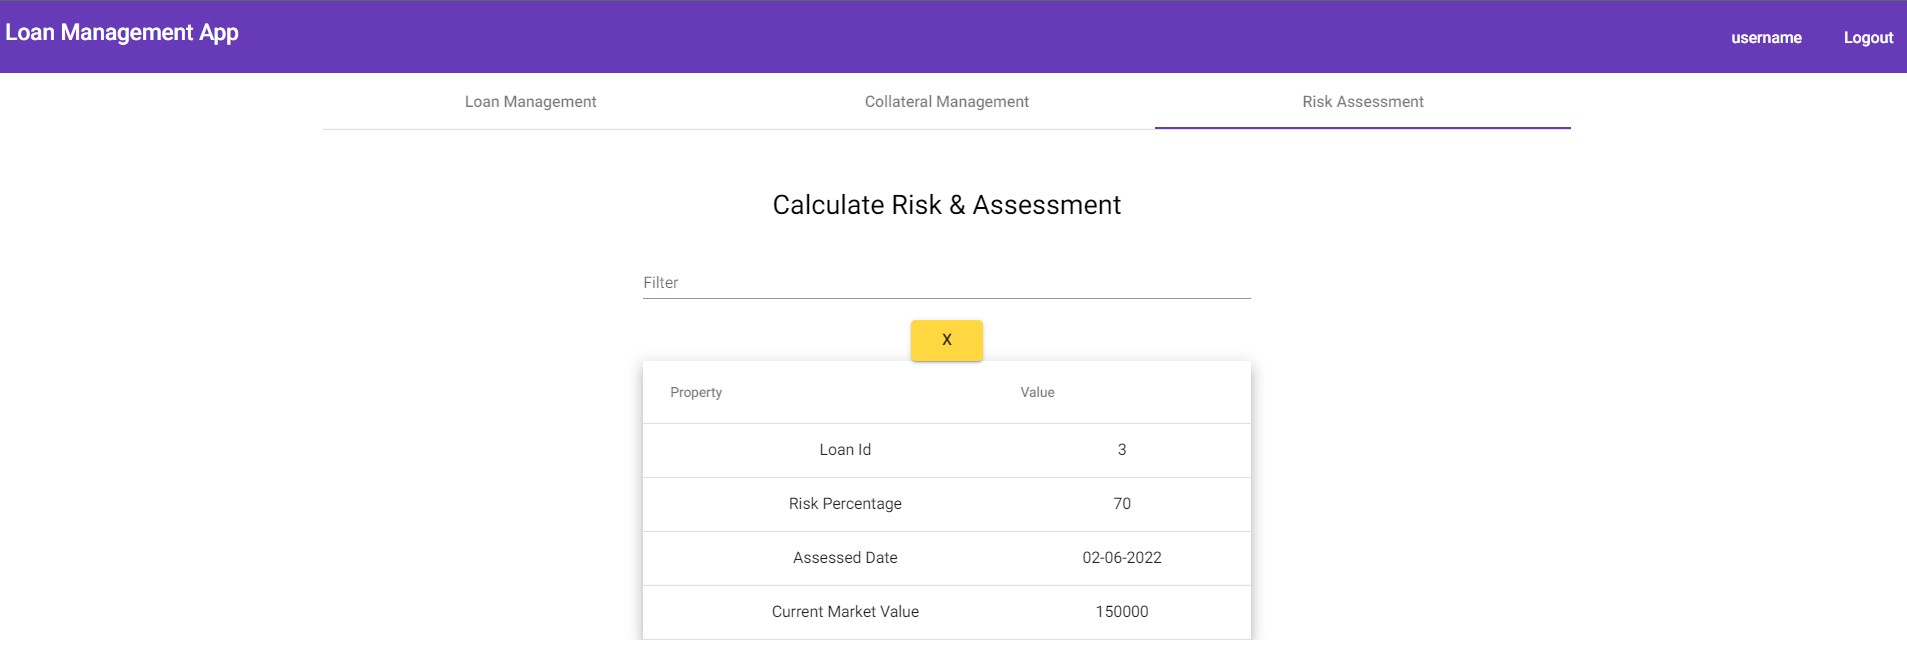 Loan Management App
username Logout
Loan Management Collateral Management Risk Assessment
Calculate Risk & Assessment
Filter
X
Property Value
Loan Id 3
Risk Percentage 70
Assessed Date 02-06-2022
Current Market Value 150000